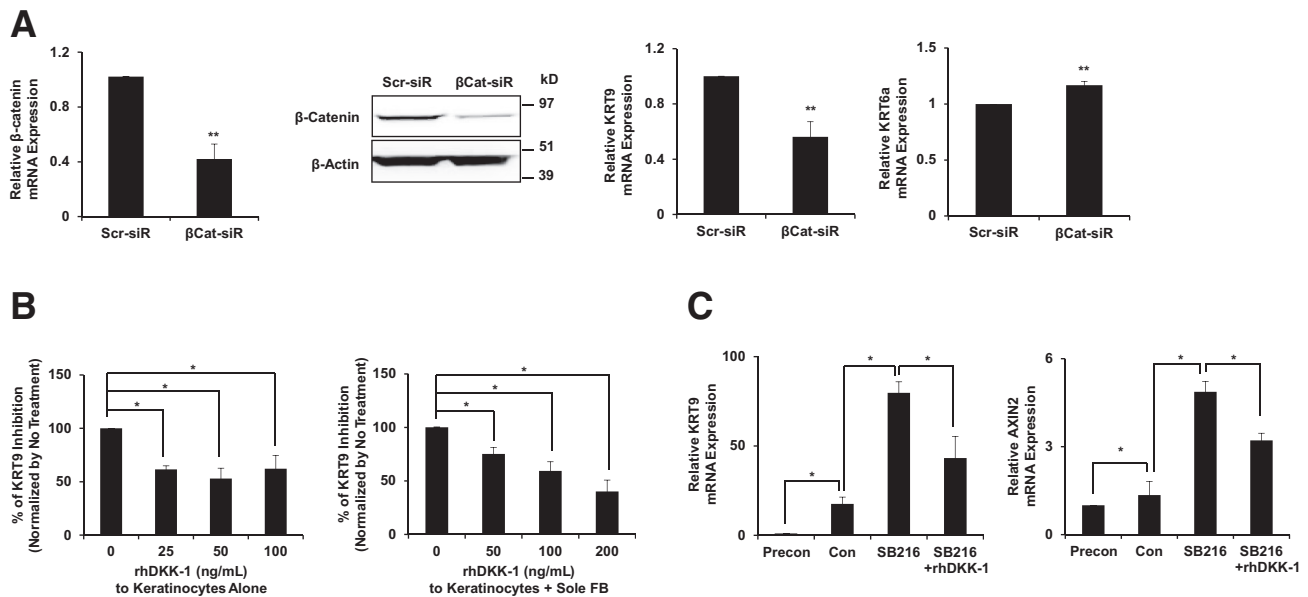 A
Relative β-catenin
mRNA Expression
1.2
0.8
0.4
0
**
Scr-siR
βCat-siR
Scr-siR
βCat-siR
kD
β-Catenin
97
β-Actin
51
39
Relative KRT9
mRNA Expression
1.2
0.8
0.4
0
**
Scr-siR
βCat-siR
Relative KRT6a
mRNA Expression
1.5
1
0.5
0
**
Scr-siR
βCat-siR
B
% of KRT9 Inhibition
(Normalized by No Treatment)
150
100
50
0
*
*
*
0 25 50 100
rhDKK-1 (ng/mL)
to Keratinocytes Alone
% of KRT9 Inhibition
(Normalized by No Treatment)
150
100
50
0
*
*
*
0 50 100 200
rhDKK-1 (ng/mL)
to Keratinocytes + Sole FB
C
Relative KRT9
mRNA Expression
100
50
0
*
*
*
Precon Con SB216 SB216
+rhDKK-1
Relative AXIN2
mRNA Expression
6
3
0
*
*
*
Precon Con SB216 SB216
+rhDKK-1